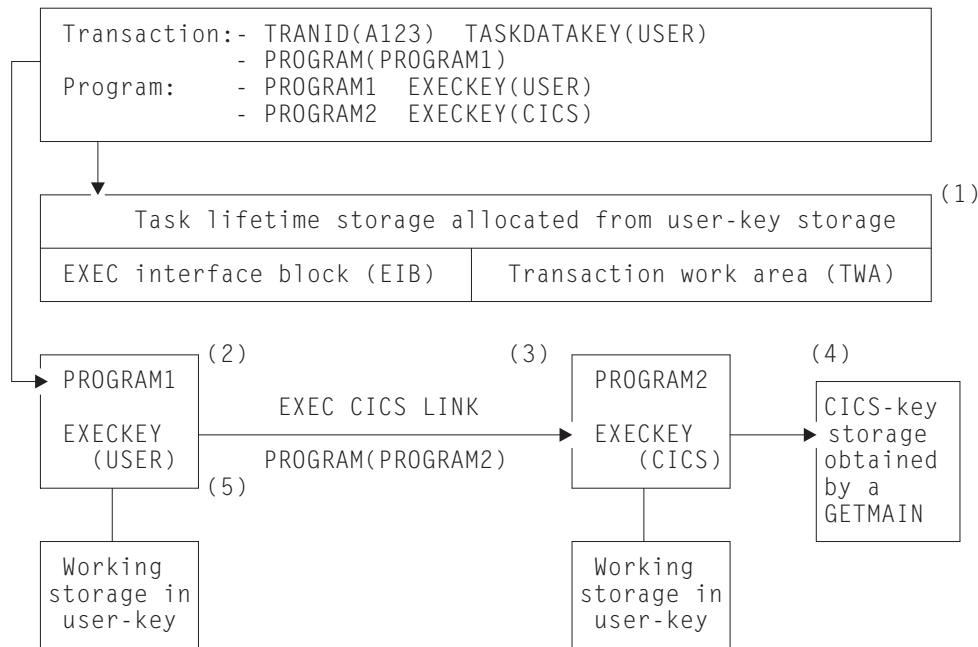 Transaction:- TRANID(A123) TASKDATAKEY(USER)
- PROGRAM(PROGRAM1)
Program: - PROGRAM1 EXECKEY(USER)
- PROGRAM2 EXECKEY(CICS)
(1)
Task lifetime storage allocated from user-key storage
EXEC interface block (EIB)
Transaction work area (TWA)
(2)
PROGRAM1
EXECKEY
(USER)
(5)
EXEC CICS LINK
PROGRAM(PROGRAM2)
(3)
PROGRAM2
EXECKEY
(CICS)
(4)
CICS-key
storage
obtained
by a
GETMAIN
Working
storage in
user-key
Working
storage in
user-key